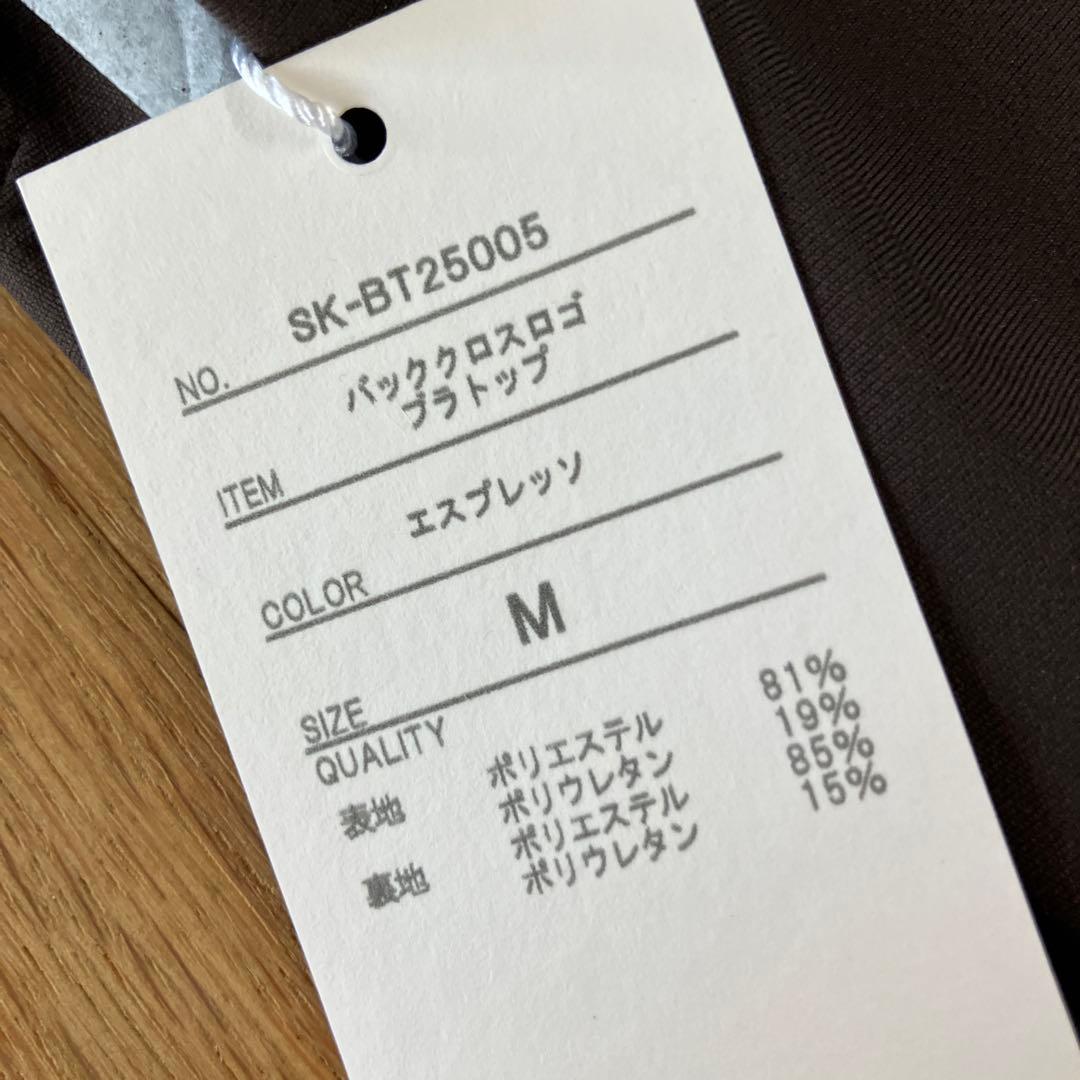 NO. SK-BT25005
バッククロスロゴ
ブラトップ
ITEM
エスプレッソ
COLOR
M
SIZE
QUALITY
表地 ポリエステル 81%
ポリウレタン 19%
裏地 ポリエステル 85%
ポリウレタン 15%